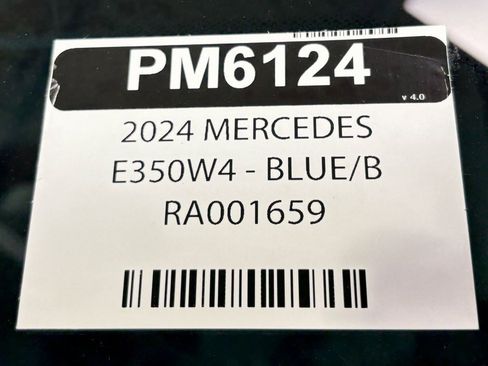 PM6124
v 4.0
2024 MERCEDES
E350W4 - BLUE/B
RA001659